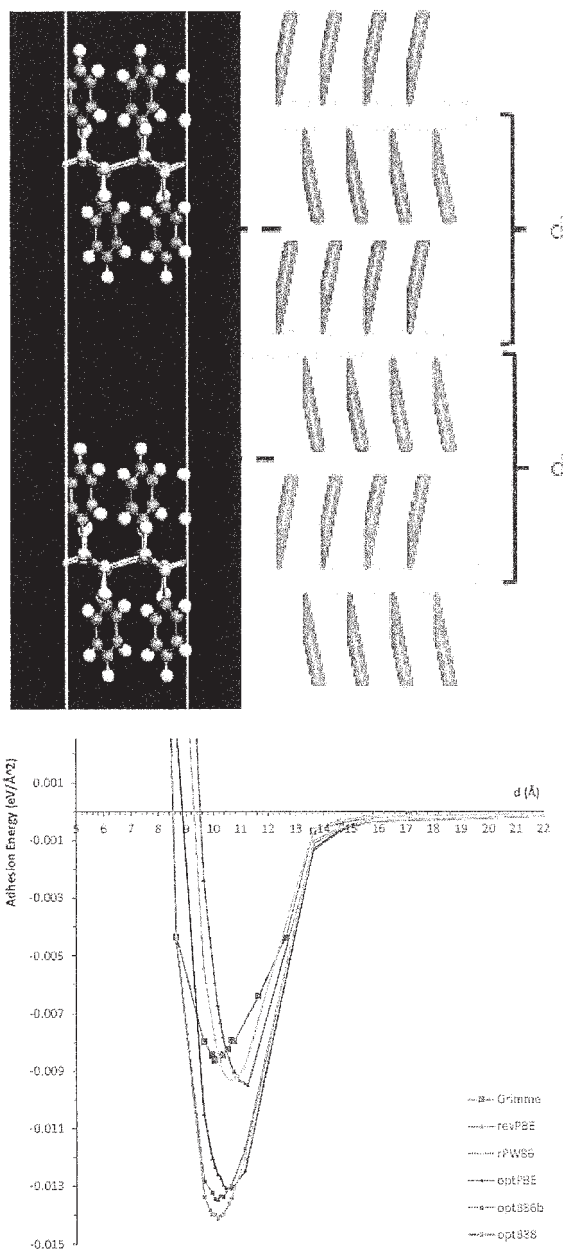 d
d
Adhesion Energy (eV/Å^2)
d (Å)
0.001
-0.001
-0.003
-0.005
-0.007
-0.009
-0.011
-0.013
-0.015
5 6 7 8 9 10 11 12 13 14 15 16 17 18 19 20 21 22
Grimme
revPBE
rPW86
optPBE
optB86b
optB88